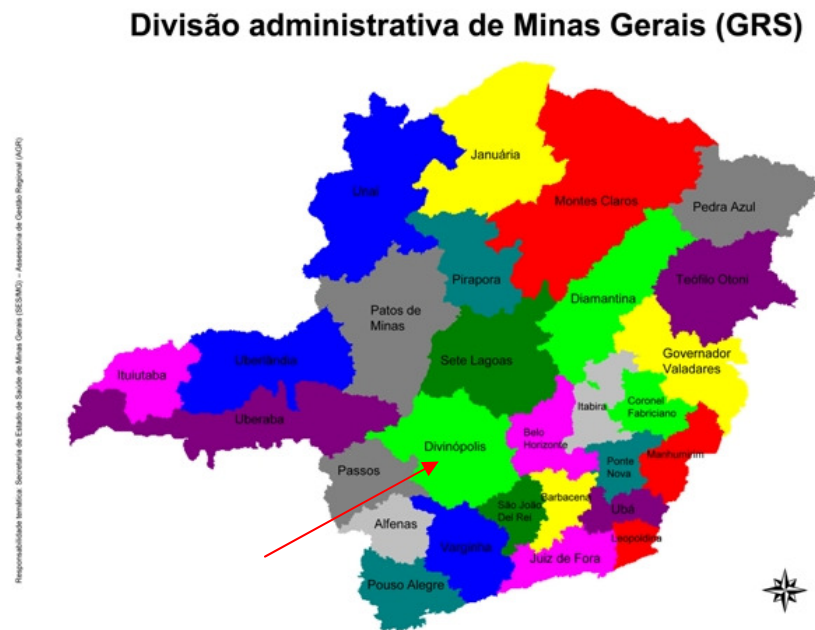 Divisão administrativa de Minas Gerais (GRS)
Responsabilidade temática: Secretaria de Estado de Saúde de Minas Gerais (SES/MG) – Assessoria de Gestão Regional (AGR)
Januária
Unaí
Montes Claros
Pedra Azul
Pirapora
Teófilo Otoni
Diamantina
Patos de
Minas
Sete Lagoas
Governador
Valadares
Uberlândia
Ituiutaba
Itabira
Coronel
Fabriciano
Uberaba
Divinópolis
Belo
Horizonte
Manhumirim
Ponte
Nova
Passos
Barbacena
São João
Del Rei
Ubá
Alfenas
Leopoldina
Varginha
Juiz de Fora
Pouso Alegre